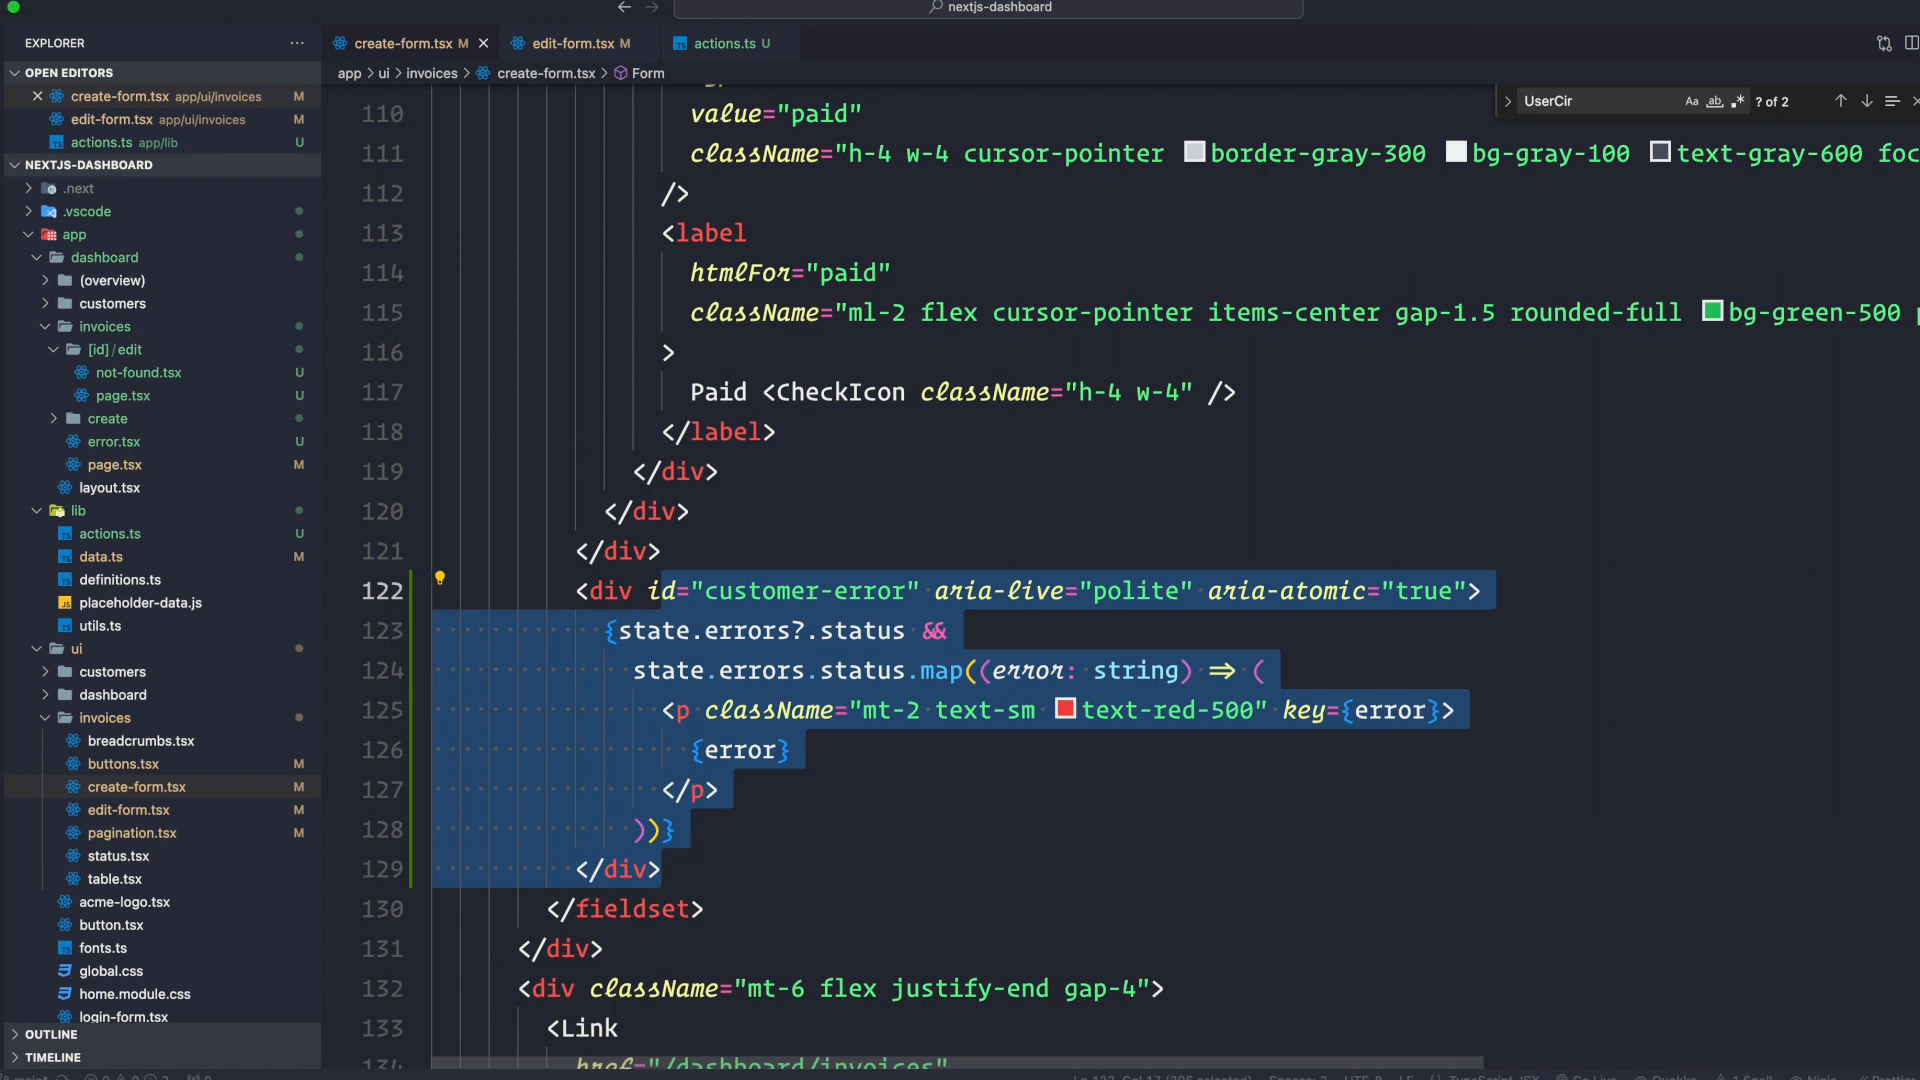 nextjs-dashboard
EXPLORER
OPEN EDITORS
create-form.tsx app/ui/invoices M
edit-form.tsx app/ui/invoices M
actions.ts app/lib U
NEXTJS-DASHBOARD
.next
.vscode
app
dashboard
(overview)
customers
invoices
[id]/edit
not-found.tsx U
page.tsx U
create
error.tsx U
page.tsx M
layout.tsx
lib
actions.ts U
data.ts M
definitions.ts
placeholder-data.js
utils.ts
ui
customers
dashboard
invoices
breadcrumbs.tsx
buttons.tsx M
create-form.tsx M
edit-form.tsx M
pagination.tsx M
status.tsx
table.tsx
acme-logo.tsx
button.tsx
fonts.ts
global.css
home.module.css
login-form.tsx
OUTLINE
TIMELINE
create-form.tsx M
edit-form.tsx M
actions.ts U
app > ui > invoices > create-form.tsx > Form
UserCir Aa ab .* ? of 2
110 value="paid"
111 className="h-4 w-4 cursor-pointer border-gray-300 bg-gray-100 text-gray-600 foc
112 />
113 <label
114 htmlFor="paid"
115 className="ml-2 flex cursor-pointer items-center gap-1.5 rounded-full bg-green-500
116 >
117 Paid <CheckIcon className="h-4 w-4" />
118 </label>
119 </div>
120 </div>
121 </div>
122 <div id="customer-error" aria-live="polite" aria-atomic="true">
123 {state.errors?.status &&
124 state.errors.status.map((error: string) => (
125 <p className="mt-2 text-sm text-red-500" key={error}>
126 {error}
127 </p>
128 ))}
129 </div>
130 </fieldset>
131 </div>
132 <div className="mt-6 flex justify-end gap-4">
133 <Link
134 href="/dashboard/invoices"